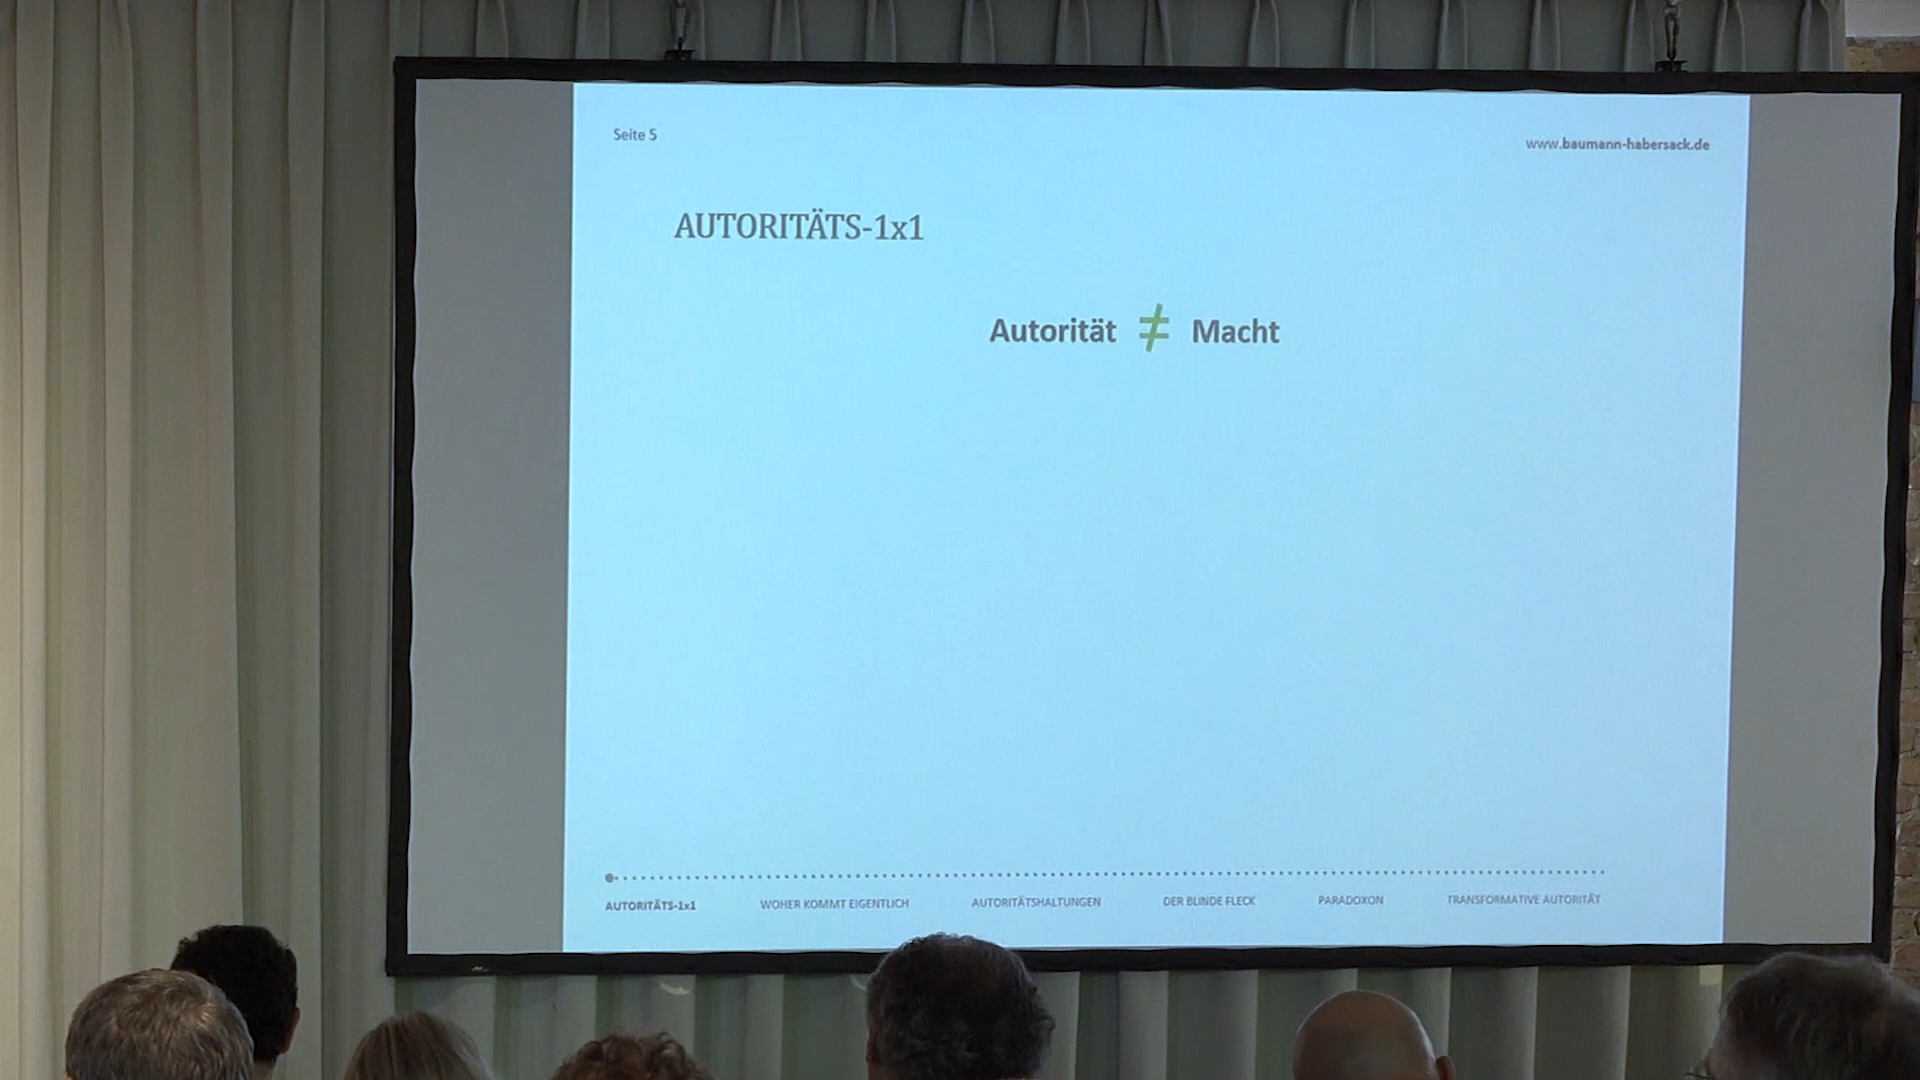 Seite 5
www.baumann-habersack.de
AUTORITÄTS-1x1
Autorität ≠ Macht
AUTORITÄTS-1x1 WOHER KOMMT EIGENTLICH AUTORITÄTSHALTUNGEN DER BLINDE FLECK PARADOXON TRANSFORMATIVE AUTORITÄT